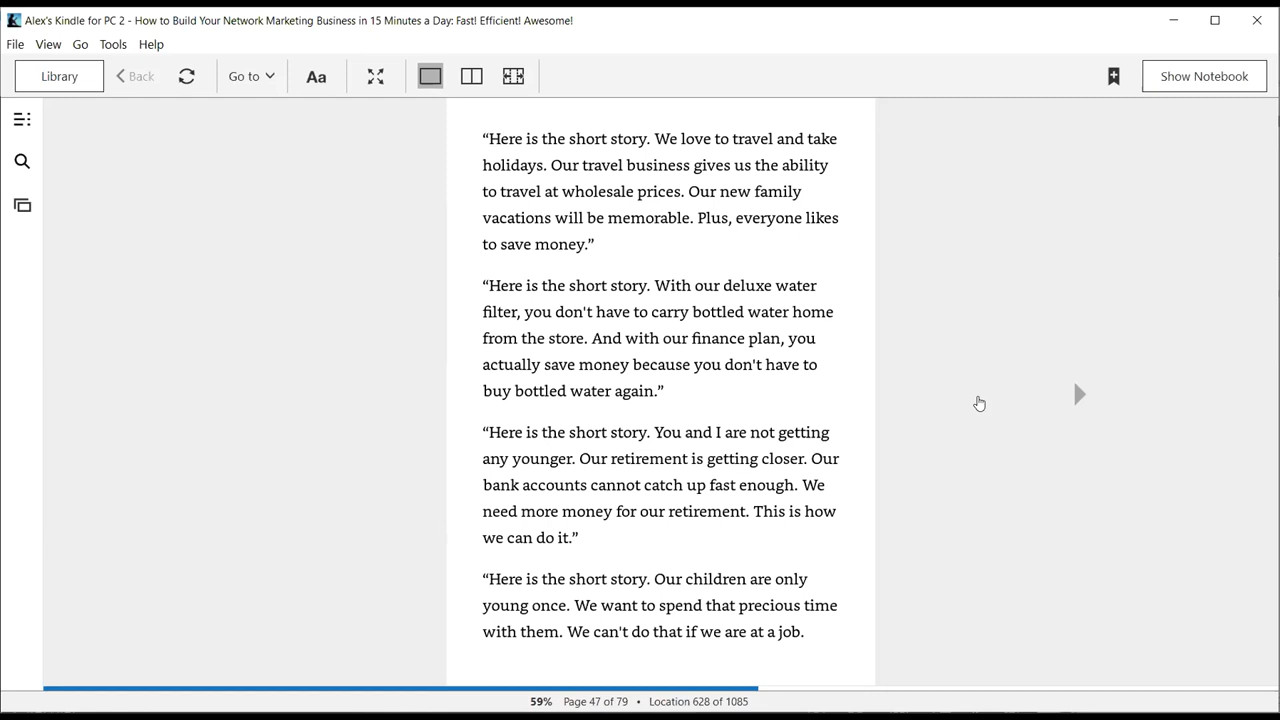 Alex's Kindle for PC 2 - How to Build Your Network Marketing Business in 15 Minutes a Day: Fast! Efficient! Awesome!
File View Go Tools Help
Library Back Go to Aa Show Notebook
“Here is the short story. We love to travel and take
holidays. Our travel business gives us the ability
to travel at wholesale prices. Our new family
vacations will be memorable. Plus, everyone likes
to save money.”
“Here is the short story. With our deluxe water
filter, you don't have to carry bottled water home
from the store. And with our finance plan, you
actually save money because you don't have to
buy bottled water again.”
“Here is the short story. You and I are not getting
any younger. Our retirement is getting closer. Our
bank accounts cannot catch up fast enough. We
need more money for our retirement. This is how
we can do it.”
“Here is the short story. Our children are only
young once. We want to spend that precious time
with them. We can't do that if we are at a job.
59% Page 47 of 79 • Location 628 of 1085